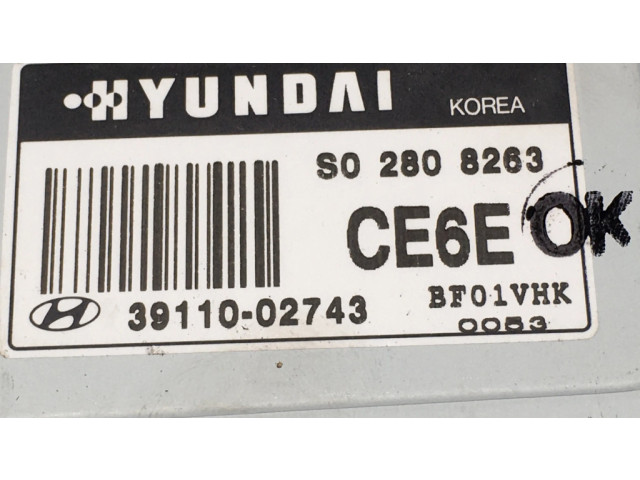 HYUNDAI KOREA
S0 280 8263
CE6E OK
39110-02743 BF01VHK
0053